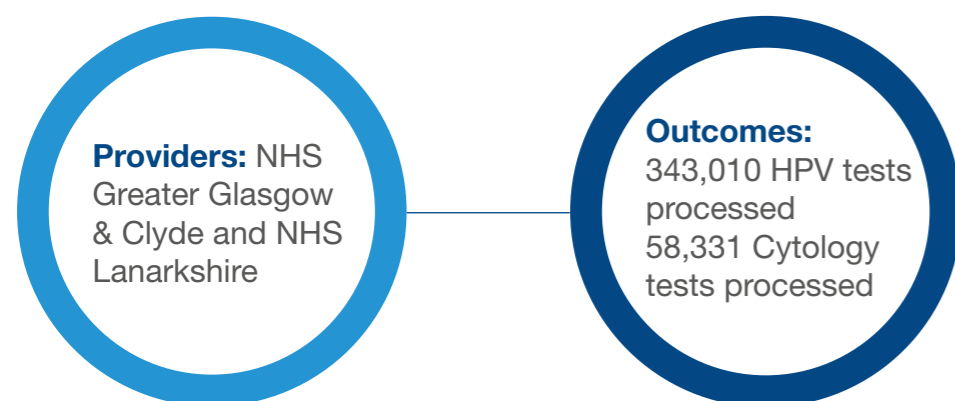 Providers: NHS
Greater Glasgow
& Clyde and NHS
Lanarkshire
Outcomes:
343,010 HPV tests
processed
58,331 Cytology
tests processed